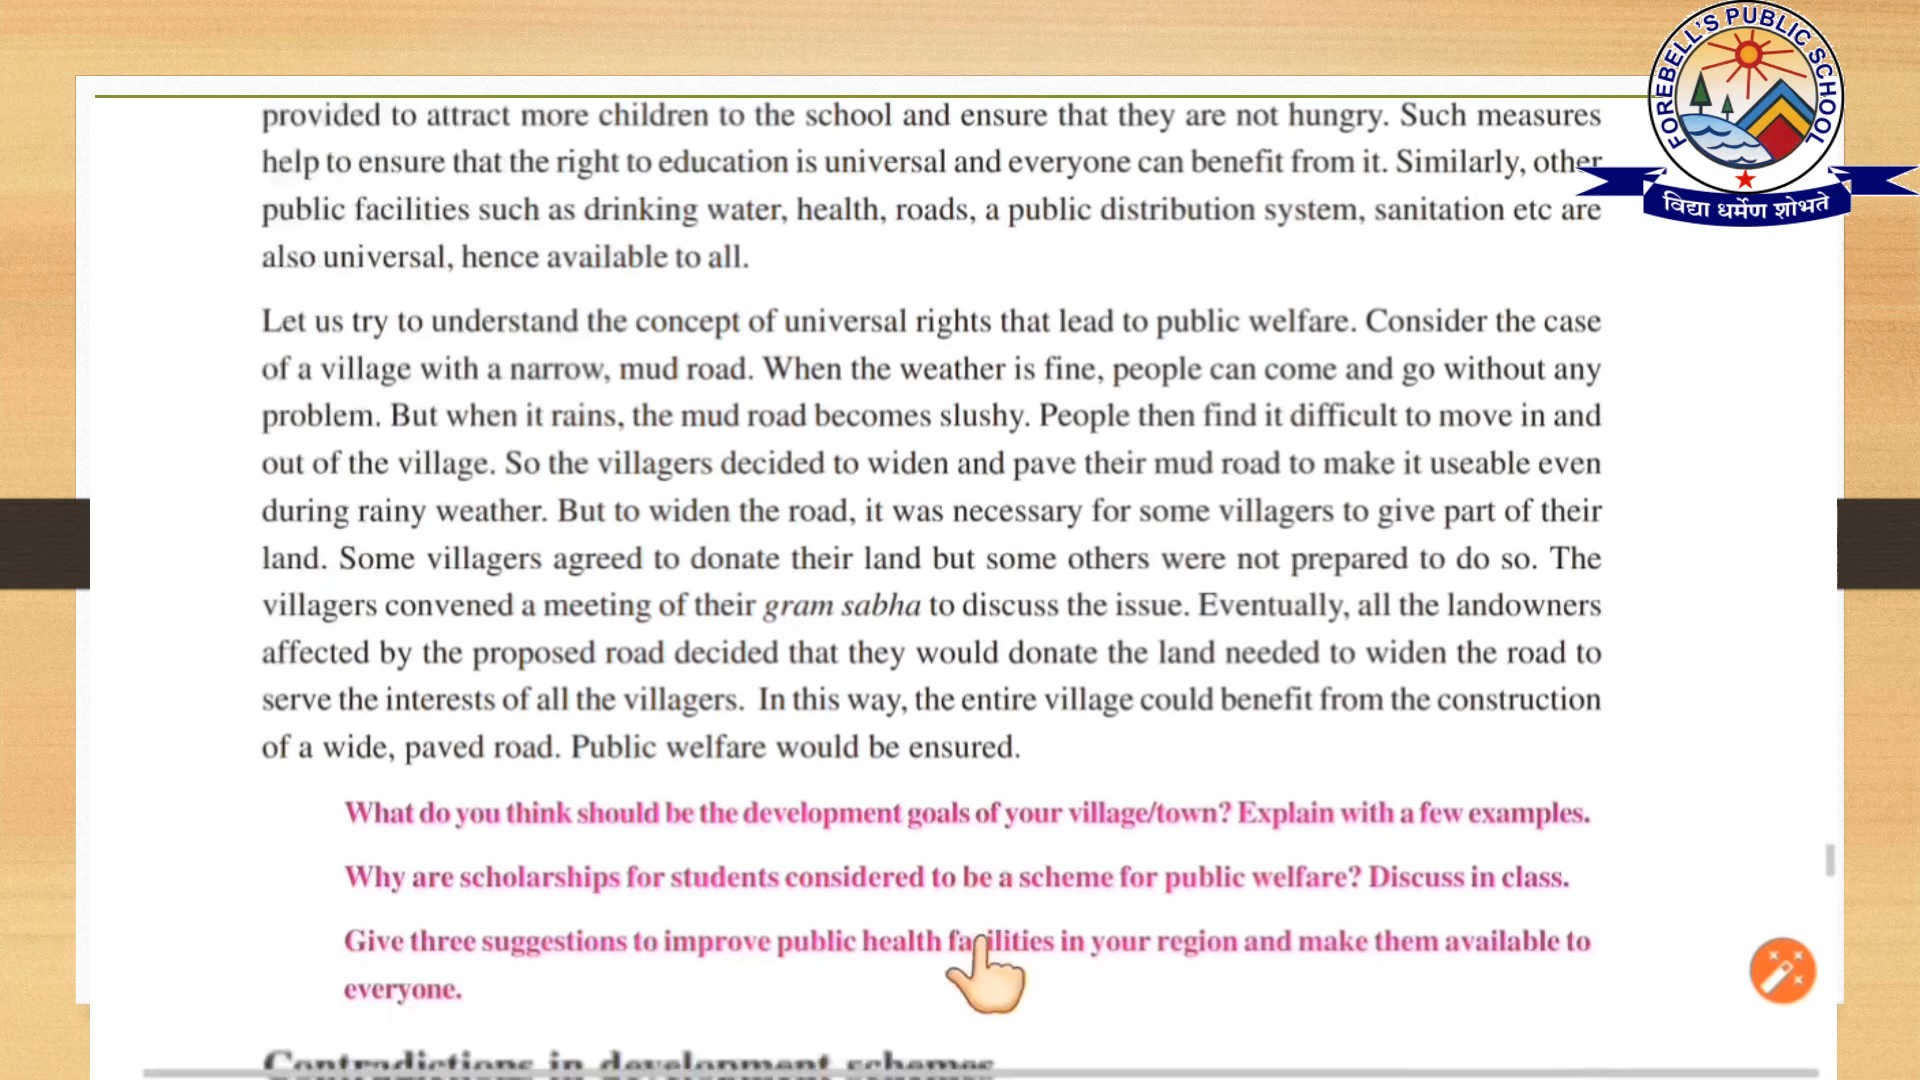 FOREBELL'S PUBLIC SCHOOL
विद्या धर्मेण शोभते
provided to attract more children to the school and ensure that they are not hungry. Such measures
help to ensure that the right to education is universal and everyone can benefit from it. Similarly, other
public facilities such as drinking water, health, roads, a public distribution system, sanitation etc are
also universal, hence available to all.
Let us try to understand the concept of universal rights that lead to public welfare. Consider the case
of a village with a narrow, mud road. When the weather is fine, people can come and go without any
problem. But when it rains, the mud road becomes slushy. People then find it difficult to move in and
out of the village. So the villagers decided to widen and pave their mud road to make it useable even
during rainy weather. But to widen the road, it was necessary for some villagers to give part of their
land. Some villagers agreed to donate their land but some others were not prepared to do so. The
villagers convened a meeting of their gram sabha to discuss the issue. Eventually, all the landowners
affected by the proposed road decided that they would donate the land needed to widen the road to
serve the interests of all the villagers. In this way, the entire village could benefit from the construction
of a wide, paved road. Public welfare would be ensured.
What do you think should be the development goals of your village/town? Explain with a few examples.
Why are scholarships for students considered to be a scheme for public welfare? Discuss in class.
Give three suggestions to improve public health facilities in your region and make them available to
everyone.
Contradictions in development schemes